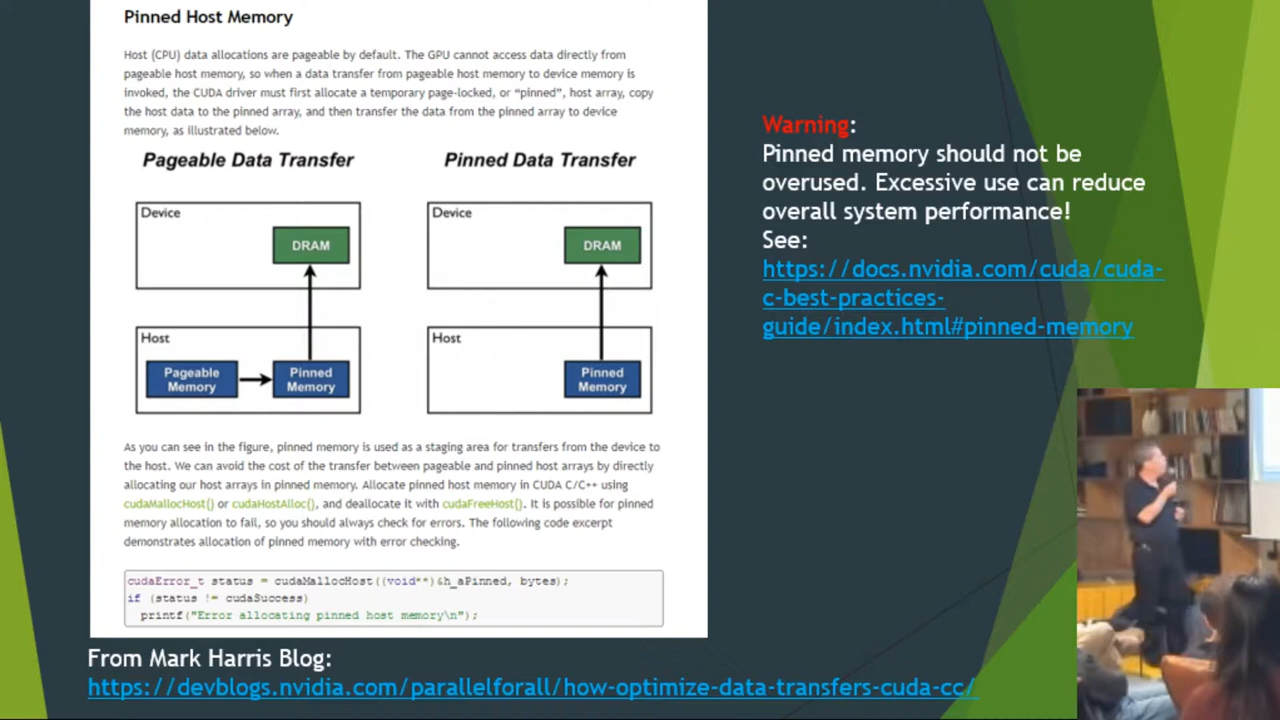 Pinned Host Memory
Host (CPU) data allocations are pageable by default. The GPU cannot access data directly from
pageable host memory, so when a data transfer from pageable host memory to device memory is
invoked, the CUDA driver must first allocate a temporary page-locked, or “pinned”, host array, copy
the host data to the pinned array, and then transfer the data from the pinned array to device
memory, as illustrated below.
Pageable Data Transfer
Device
DRAM
Host
Pageable
Memory
Pinned
Memory
Pinned Data Transfer
Device
DRAM
Host
Pinned
Memory
As you can see in the figure, pinned memory is used as a staging area for transfers from the device to
the host. We can avoid the cost of the transfer between pageable and pinned host arrays by directly
allocating our host arrays in pinned memory. Allocate pinned host memory in CUDA C/C++ using
cudaMallocHost() or cudaHostAlloc(), and deallocate it with cudaFreeHost(). It is possible for pinned
memory allocation to fail, so you should always check for errors. The following code excerpt
demonstrates allocation of pinned memory with error checking.
cudaError_t status = cudaMallocHost((void**)&h_aPinned, bytes);
if (status != cudaSuccess)
printf("Error allocating pinned host memory\n");
From Mark Harris Blog:
https://devblogs.nvidia.com/parallelforall/how-optimize-data-transfers-cuda-cc/
Warning:
Pinned memory should not be
overused. Excessive use can reduce
overall system performance!
See:
https://docs.nvidia.com/cuda/cuda-
c-best-practices-
guide/index.html#pinned-memory